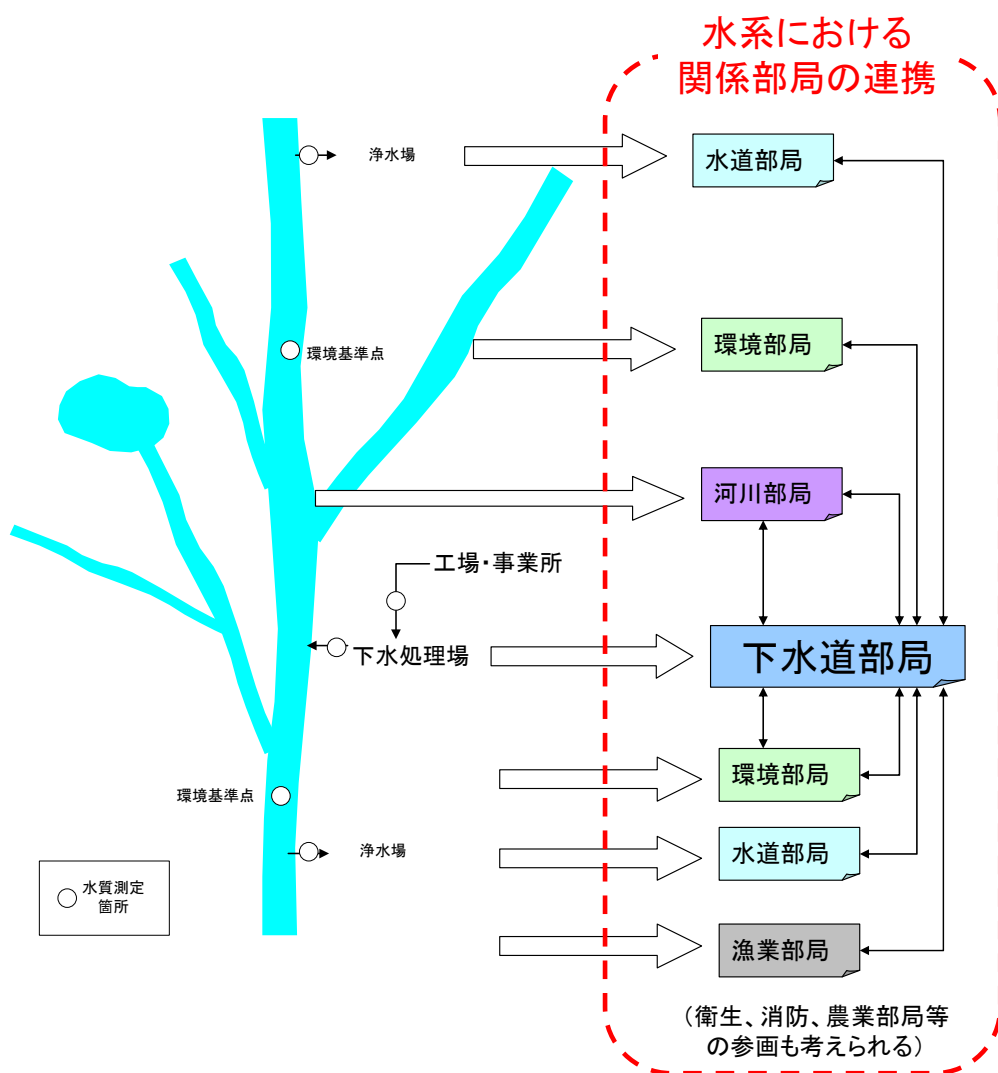 水系における
関係部局の連携
浄水場
水道部局
環境基準点
環境部局
河川部局
工場・事業所
下水処理場
下水道部局
環境部局
環境基準点
浄水場
水道部局
水質測定
箇所
漁業部局
（衛生、消防、農業部局等
の参画も考えられる）